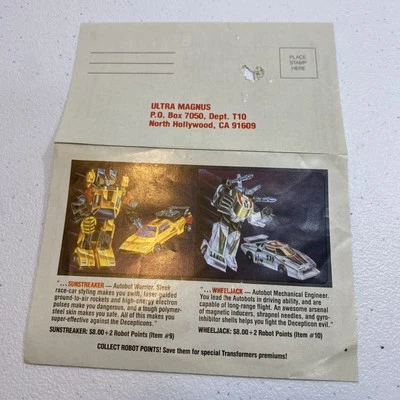 PLACE
STAMP
HERE
ULTRA MAGNUS
P.O. Box 7050, Dept. T10
North Hollywood, CA 91609
"...SUNSTREAKER — Autobot Warrior. Sleek
race-car styling makes you swift, laser-guided
ground-to-air rockets and high-energy electron
pulses make you dangerous, and a tough polymer-
steel skin makes you safe. All of this makes you
super-effective against the Decepticons."
SUNSTREAKER: $8.00+2 Robot Points (Item #9)
"...WHEELJACK — Autobot Mechanical Engineer.
You lead the Autobots in driving ability, and are
capable of long-range flight. An awesome arsenal
of magnetic inducers, shrapnel needles, and gyro-
inhibitor shells helps you fight the Decepticon evil."
WHEELJACK: $8.00+2 Robot Points (Item #10)
COLLECT ROBOT POINTS! Save them for special Transformers premiums!